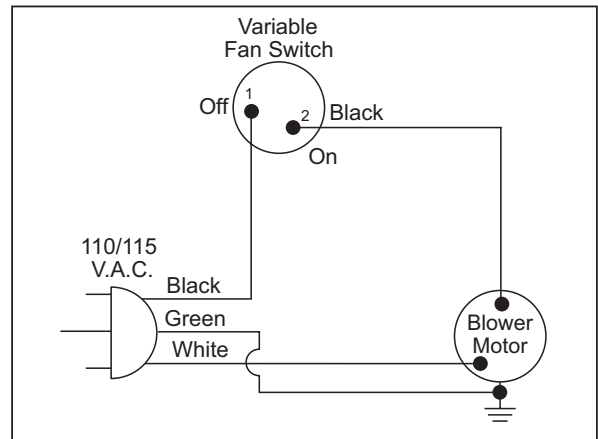 Variable
Fan Switch
Off
1
2
Black
On
110/115
V.A.C.
Black
Green
White
Blower
Motor